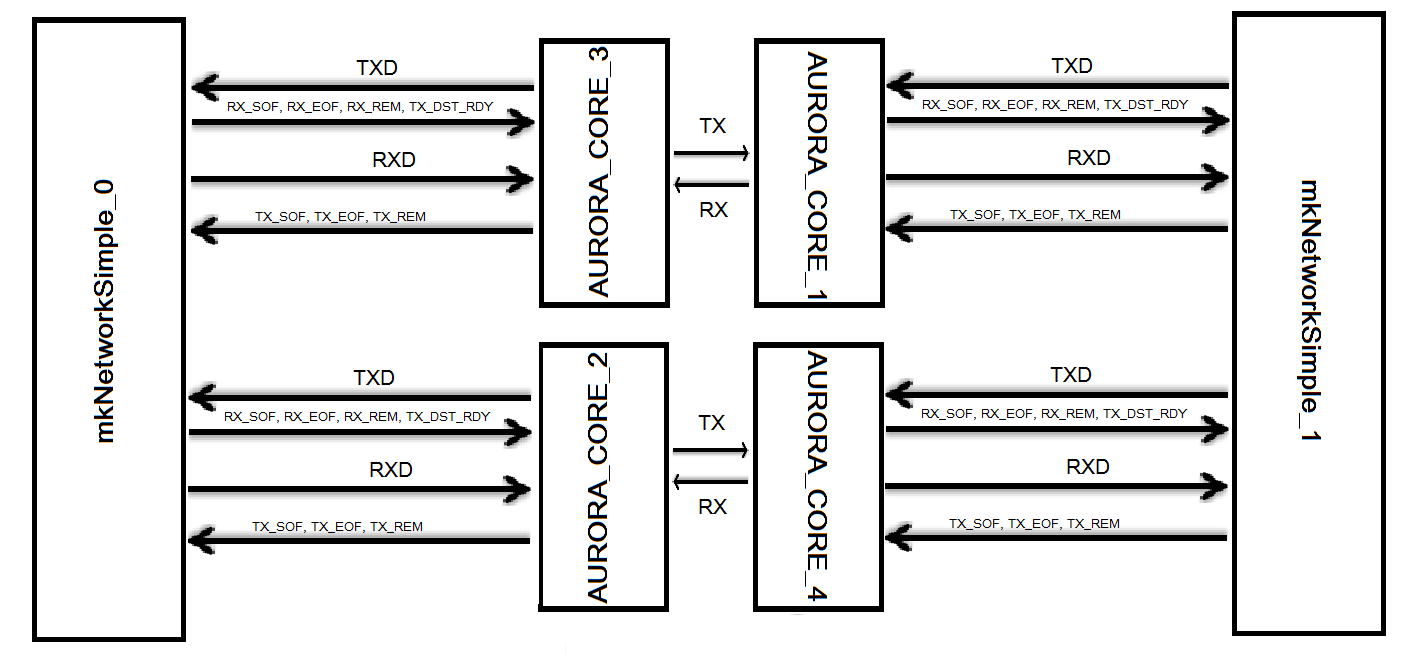 mkNetworkSimple_0
TXD
RX_SOF, RX_EOF, RX_REM, TX_DST_RDY
RXD
TX_SOF, TX_EOF, TX_REM
AURORA_CORE_3
TX
RX
AURORA_CORE_1
TXD
RX_SOF, RX_EOF, RX_REM, TX_DST_RDY
RXD
TX_SOF, TX_EOF, TX_REM
mkNetworkSimple_1
TXD
RX_SOF, RX_EOF, RX_REM, TX_DST_RDY
RXD
TX_SOF, TX_EOF, TX_REM
AURORA_CORE_2
TX
RX
AURORA_CORE_4
TXD
RX_SOF, RX_EOF, RX_REM, TX_DST_RDY
RXD
TX_SOF, TX_EOF, TX_REM